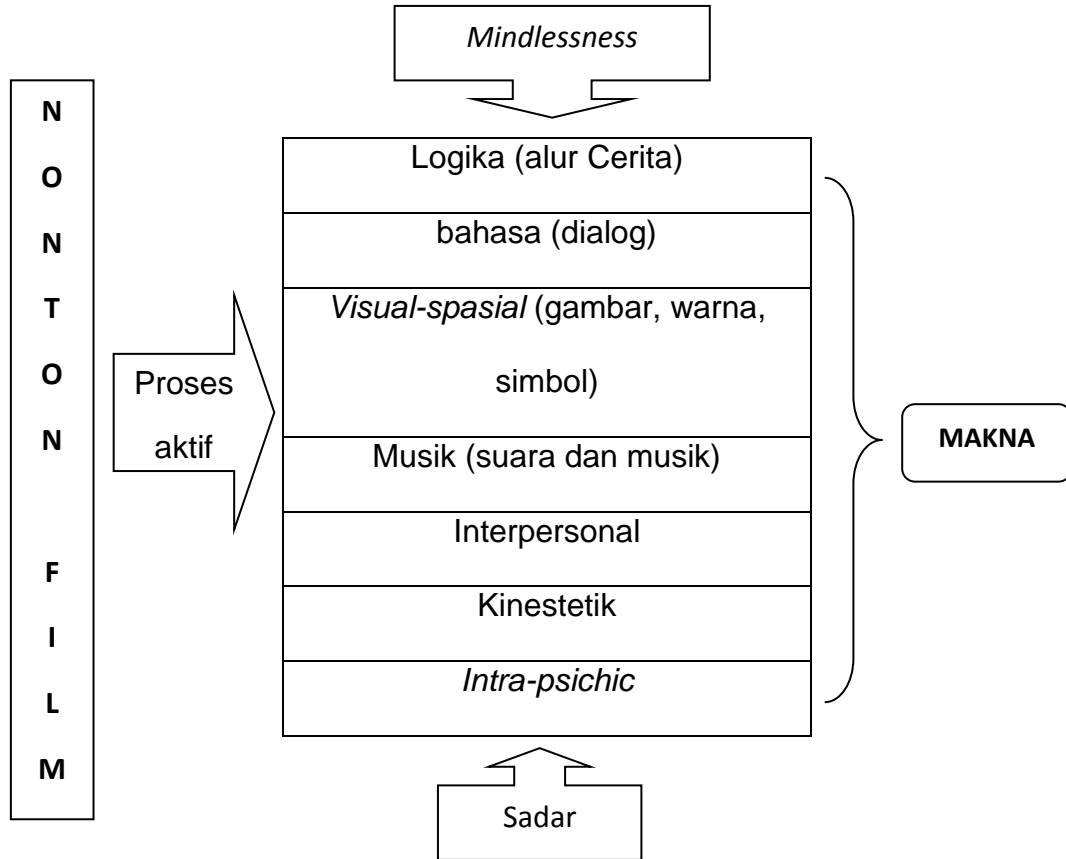 Mindlessness
N
O
N
T
O
N
F
I
L
M
Proses
aktif
Logika (alur Cerita)
bahasa (dialog)
Visual-spasial (gambar, warna,
simbol)
Musik (suara dan musik)
Interpersonal
Kinestetik
Intra-psichic
MAKNA
Sadar